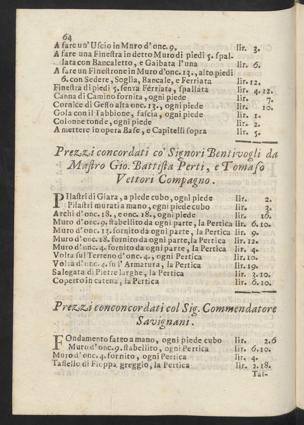 64
A fare un'Uscio in Muro d'onc. 9. lir. 3.
A fare una Finestra in detto Muro di piedi 5. spal-
lata con Bancaletto, e Gaibata l'una lir. 6.
A fare un Finestrone in Muro d'onc. 13., alto piedi
6. con Sedere, Soglia, Bancale, e Ferriata lir. 12.
Finestra di piedi 5. senza Ferriata, spallata lir. 4.12.
Canna di Camino fornita, ogni piede lir. 7.
Cornice di Gesso alta onc. 13., ogni piede lir. 10.
Gola con il Fabbione, fascia, ogni piede lir. 1.
Colonne tonde, ogni piede lir. 2.
A mettere in opera Base, e Capitelli sopra lir. 5.
Prezzi concordati co' Signori Bentivogli da
Mastro Gio. Battista Perti, e Tomaso
Vettori Compagno.
Pilastri di Giara, a piede cubo, ogni piede lir. 2.
Pilastri murati a mano, ogni piede cubo lir. 3.
Archi d'onc. 18., e onc. 18., ogni piede lir. 16.
Muro d'onc. 9. stabellito da ogni parte, la Pertica lir. 6.10.
Muro d'onc. 13. fornito da ogni parte, la Pertica lir. 9.
Muro d'onc. 18. fornito da ogni parte, la Pertica lir. 12.
Muro d'onc. 4. fornito da ogni parte, la Pertica lir. 4.
Volta sul Terreno d'onc. 4., ogni Pertica lir. 10.
Volta d'onc. 2. su l'Armatura, la Pertica lir. 19.
Salegata di Pietre larghe, la Pertica lir. 3.10.
Coperto in catena, la Pertica lir. 6.10.
Prezzi conconcordati col Sig. Commendatore
Savignani.
Fondamento fatto a mano, ogni piede cubo lir. 2.6
Muro d'onc. 9. stabellito, ogni Pertica lir. 6.10.
Muro d'onc. 4. fornito, ogni Pertica lir. 4.
Tassello di Pioppa greggio, la Pertica lir. 2.18.
Tas-